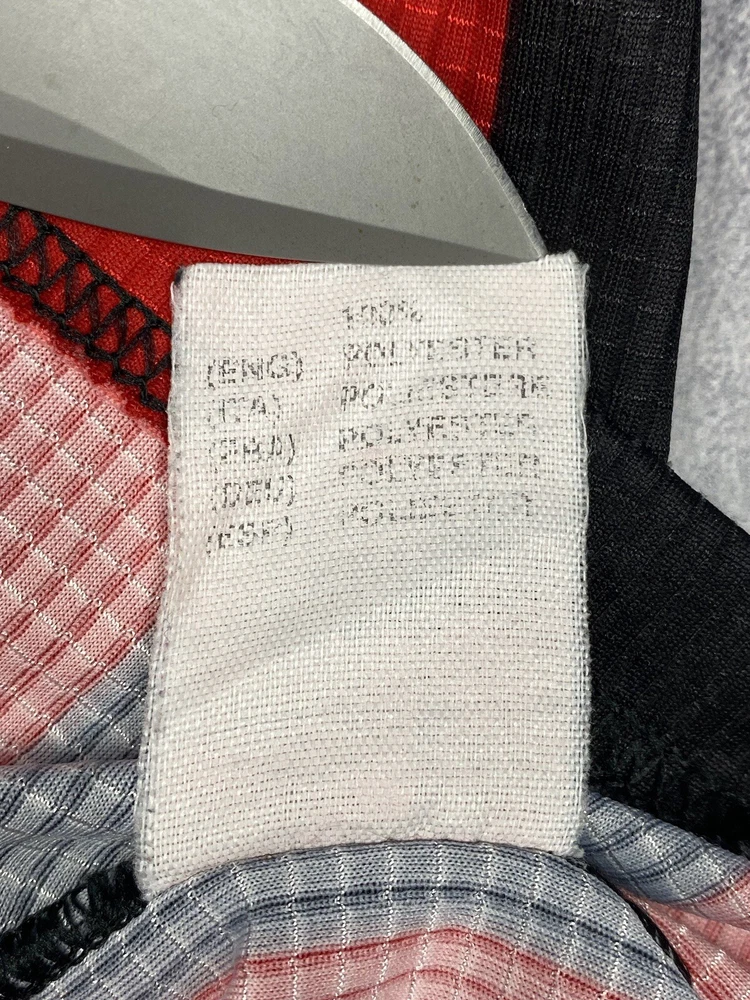 100%
(ENG) POLYESTER
(ITA) POLIESTERE
(FRA) POLYESTER
(DEU) POLYESTER
(ESP) POLIESTER